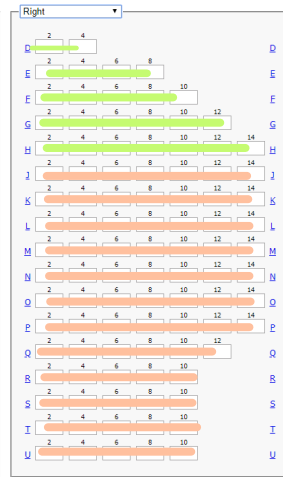 Right
2 4
D D
2 4 6 8
E E
2 4 6 8 10
F F
2 4 6 8 10 12
G G
2 4 6 8 10 12 14
H H
2 4 6 8 10 12 14
J J
2 4 6 8 10 12 14
K K
2 4 6 8 10 12 14
L L
2 4 6 8 10 12 14
M M
2 4 6 8 10 12 14
N N
2 4 6 8 10 12 14
O O
2 4 6 8 10 12 14
P P
2 4 6 8 10 12
Q Q
2 4 6 8 10
R R
2 4 6 8 10
S S
2 4 6 8 10
T T
2 4 6 8 10
U U